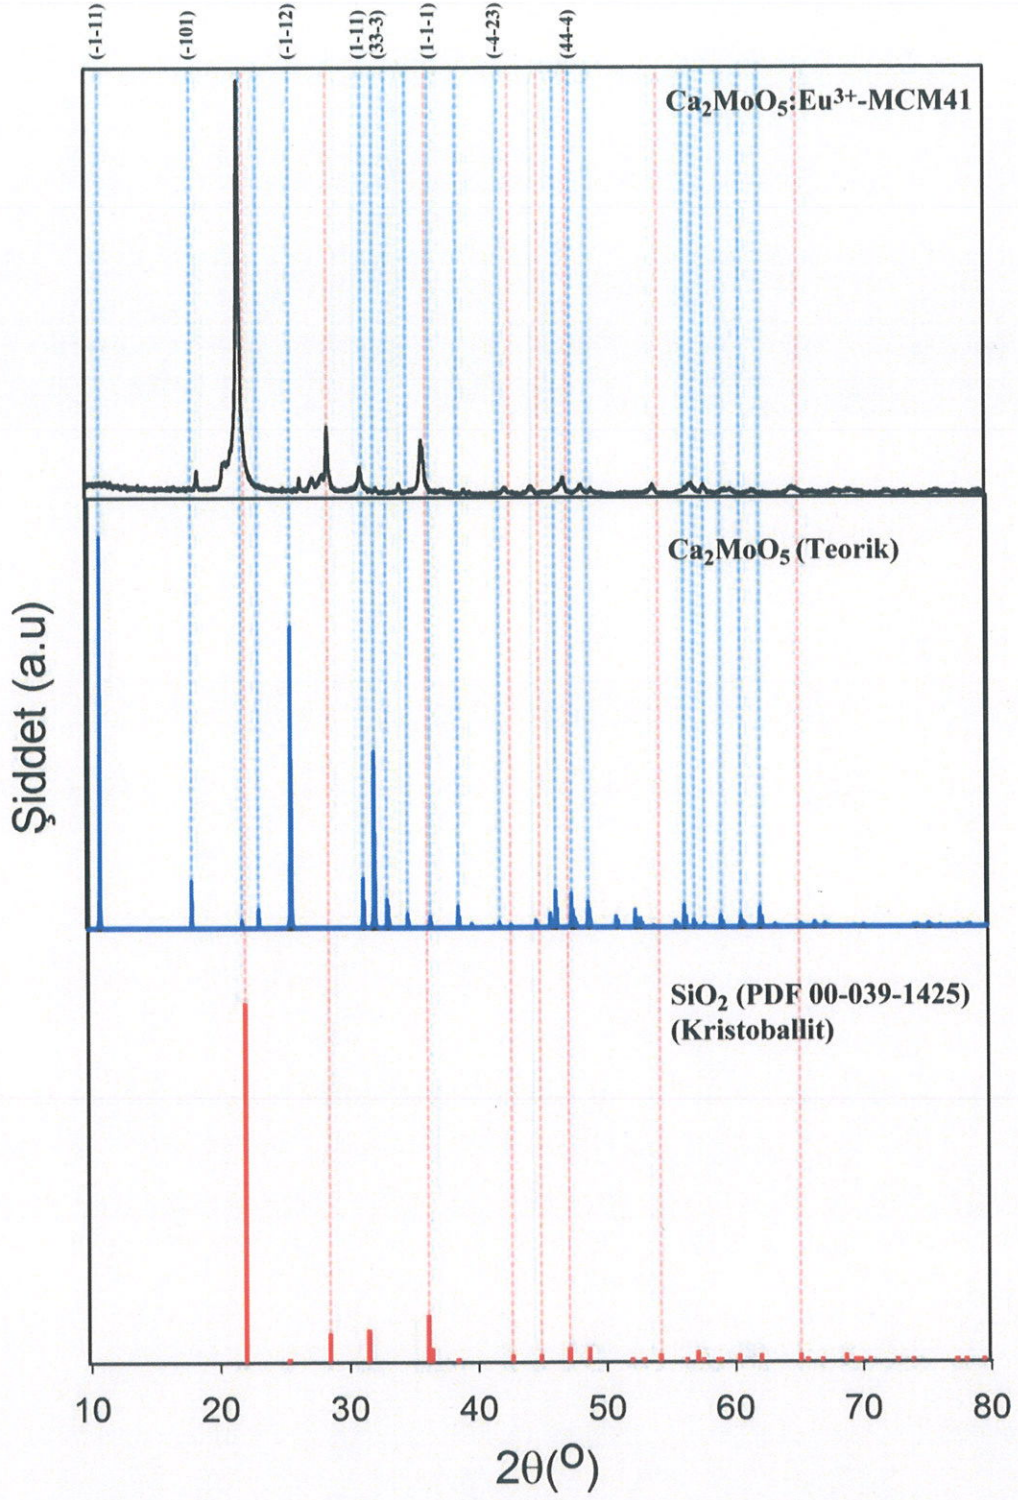 (-1-11)
(-101)
(-1-12)
(1-11)
(33-3)
(1-1-1)
(-4-23)
(44-4)
Ca₂MoO₅:Eu³⁺-MCM41
Ca₂MoO₅ (Teorik)
SiO₂ (PDF 00-039-1425)
(Kristoballit)
Şiddet (a.u)
10 20 30 40 50 60 70 80
2θ(O)